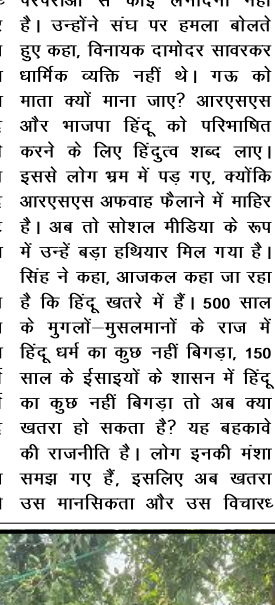 परंपराओं से कोई लेनादेना नहीं
है। उन्होंने संघ पर हमला बोलते
हुए कहा, विनायक दामोदर सावरकर
धार्मिक व्यक्ति नहीं थे। गऊ को
माता क्यों माना जाए? आरएसएस
और भाजपा हिंदू को परिभाषित
करने के लिए हिंदुत्व शब्द लाए।
इससे लोग भ्रम में पड़ गए, क्योंकि
आरएसएस अफवाह फैलाने में माहिर
है। अब तो सोशल मीडिया के रूप
में उन्हें बड़ा हथियार मिल गया है।
सिंह ने कहा, आजकल कहा जा रहा
है कि हिंदू खतरे में हैं। 500 साल
के मुगलों–मुसलमानों के राज में
हिंदू धर्म का कुछ नहीं बिगड़ा, 150
साल के ईसाइयों के शासन में हिंदू
का कुछ नहीं बिगड़ा तो अब क्या
खतरा हो सकता है? यह बहकावे
की राजनीति है। लोग इनकी मंशा
समझ गए हैं, इसलिए अब खतरा
उस मानसिकता और उस विचारध